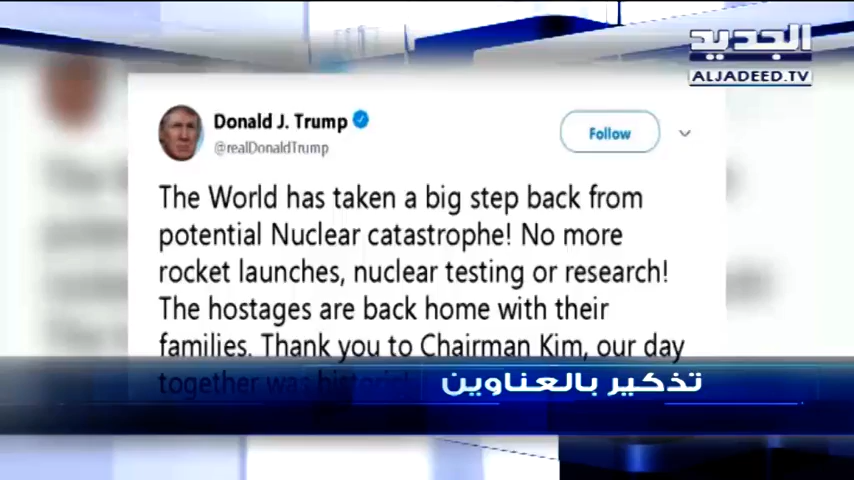 الجديد
ALJADEED.TV
Donald J. Trump
@realDonaldTrump
Follow
The World has taken a big step back from
potential Nuclear catastrophe! No more
rocket launches, nuclear testing or research!
The hostages are back home with their
families. Thank you to Chairman Kim, our day
together was historic!
تذكير بالعناوين